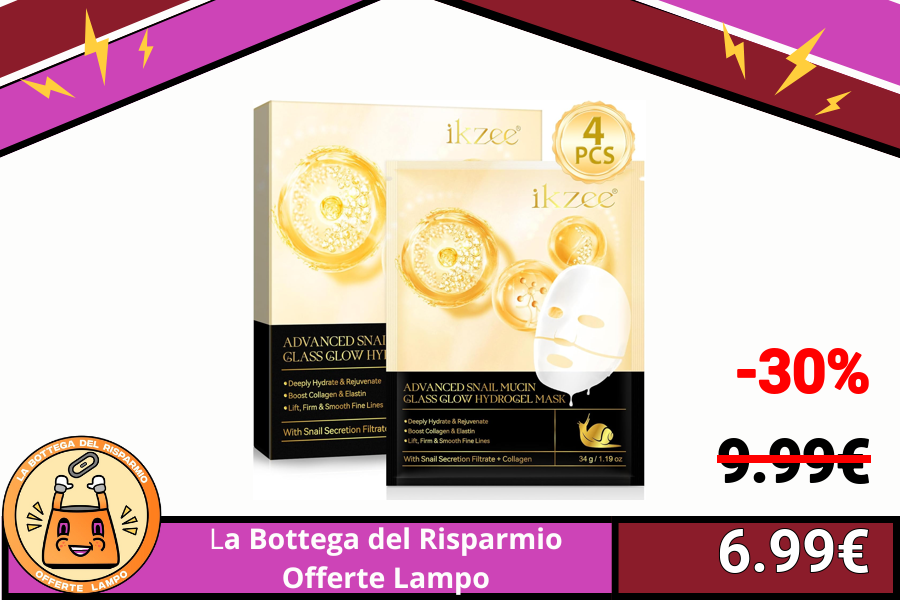 ikzee®
4
PCS
ikzee®
ADVANCED SNAI
GLASS GLOW HY
• Deeply Hydrate & Rejuvenate
• Boost Collagen & Elastin
• Lift, Firm & Smooth Fine Lines
With Snail Secretion Filtrate
ADVANCED SNAIL MUCIN
GLASS GLOW HYDROGEL MASK
• Deeply Hydrate & Rejuvenate
• Boost Collagen & Elastin
• Lift, Firm & Smooth Fine Lines
With Snail Secretion Filtrate + Collagen
34 g / 1.19 oz
-30%
9.99€
LA BOTTEGA DEL RISPARMIO
OFFERTE LAMPO
La Bottega del Risparmio
Offerte Lampo
6.99€